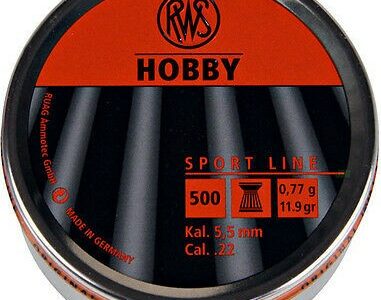 RWS
HOBBY
SPORT LINE
500
0,77 g
11.9 gr
Kal. 5,5 mm
Cal. .22
RUAG Ammotec GmbH
MADE IN GERMANY